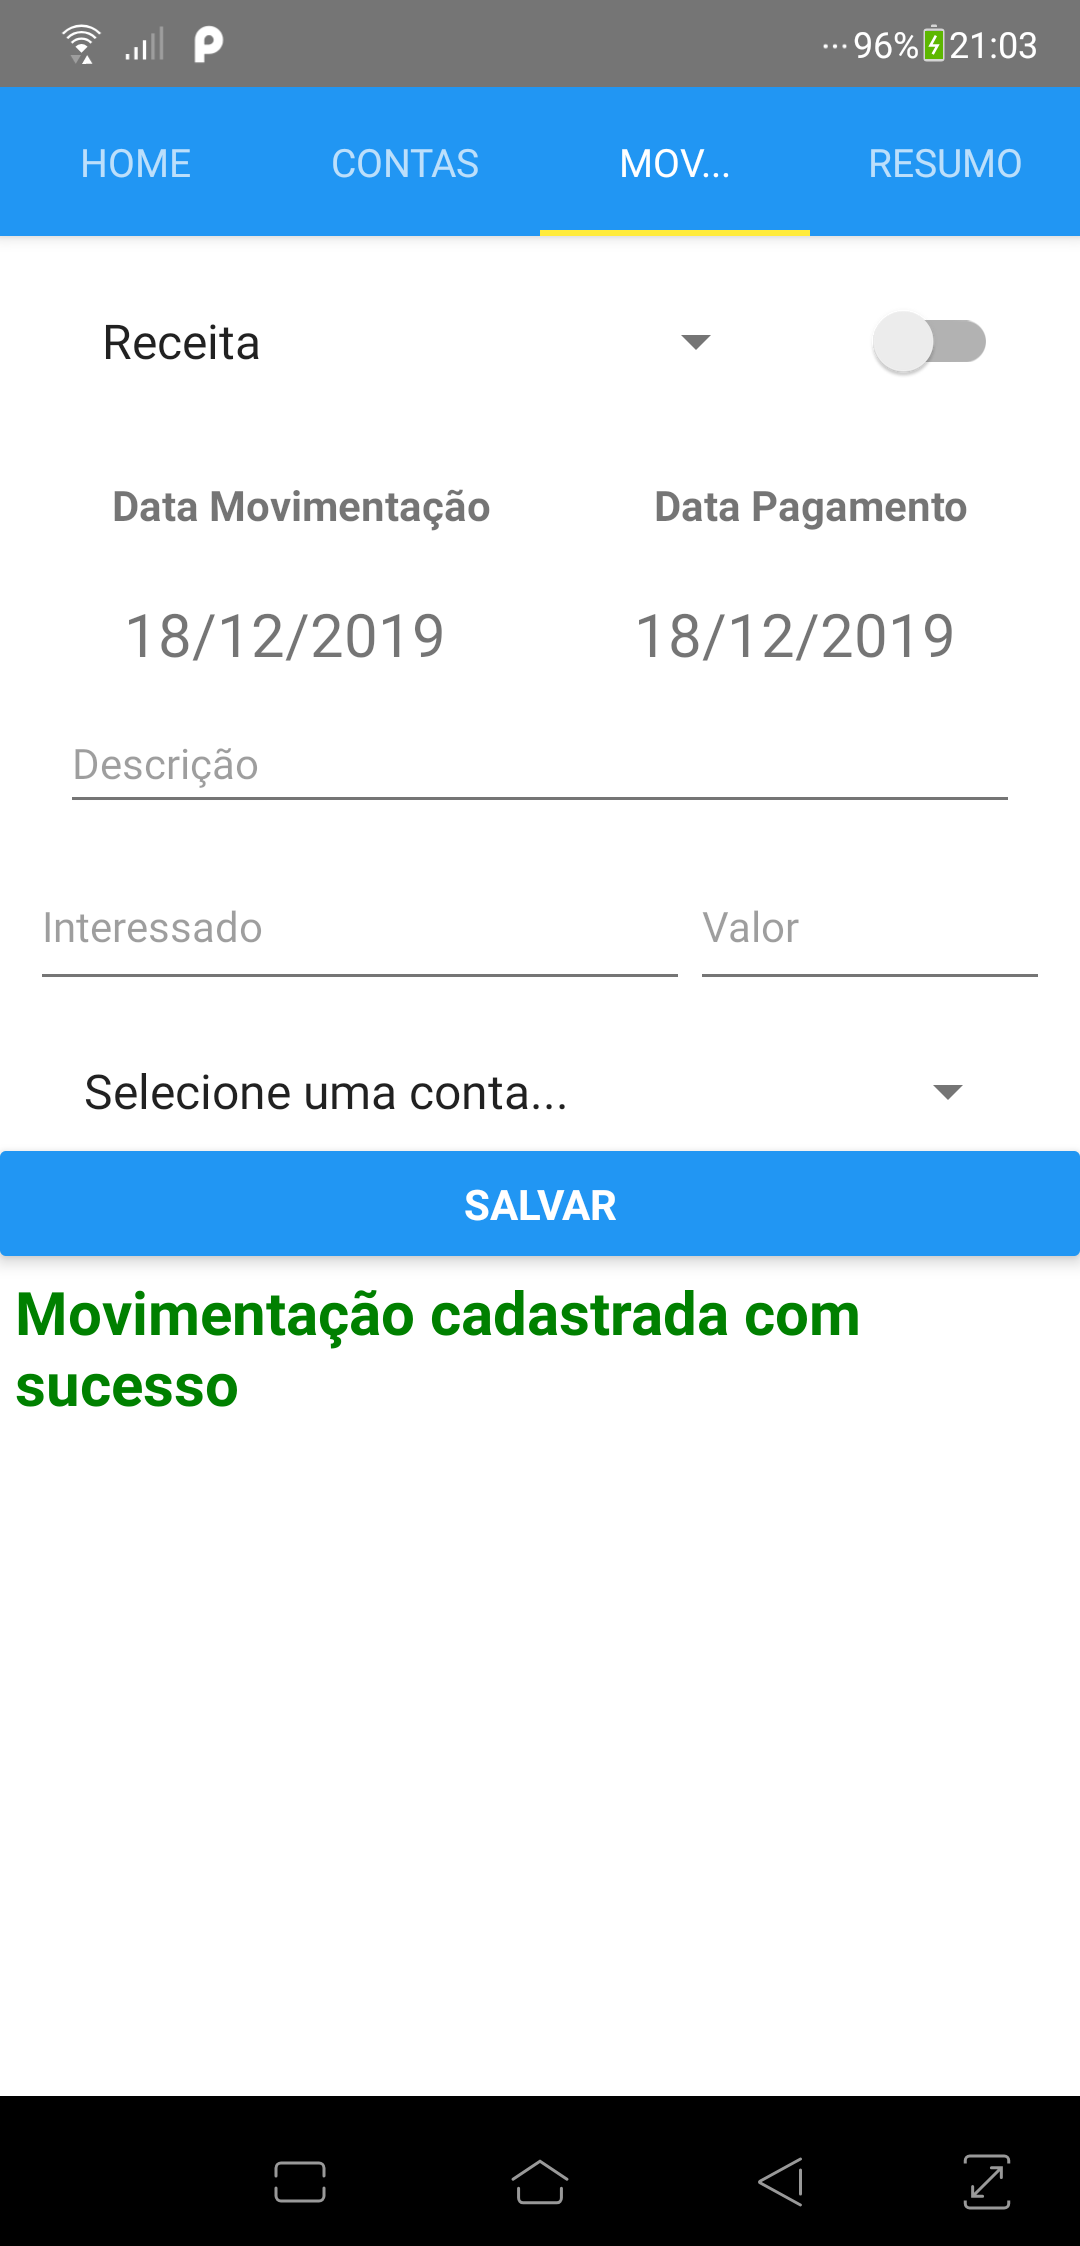 ...96% 21:03
HOME CONTAS MOV... RESUMO
Receita
Data Movimentação Data Pagamento
18/12/2019 18/12/2019
Descrição
Interessado Valor
Selecione uma conta...
SALVAR
Movimentação cadastrada com
sucesso